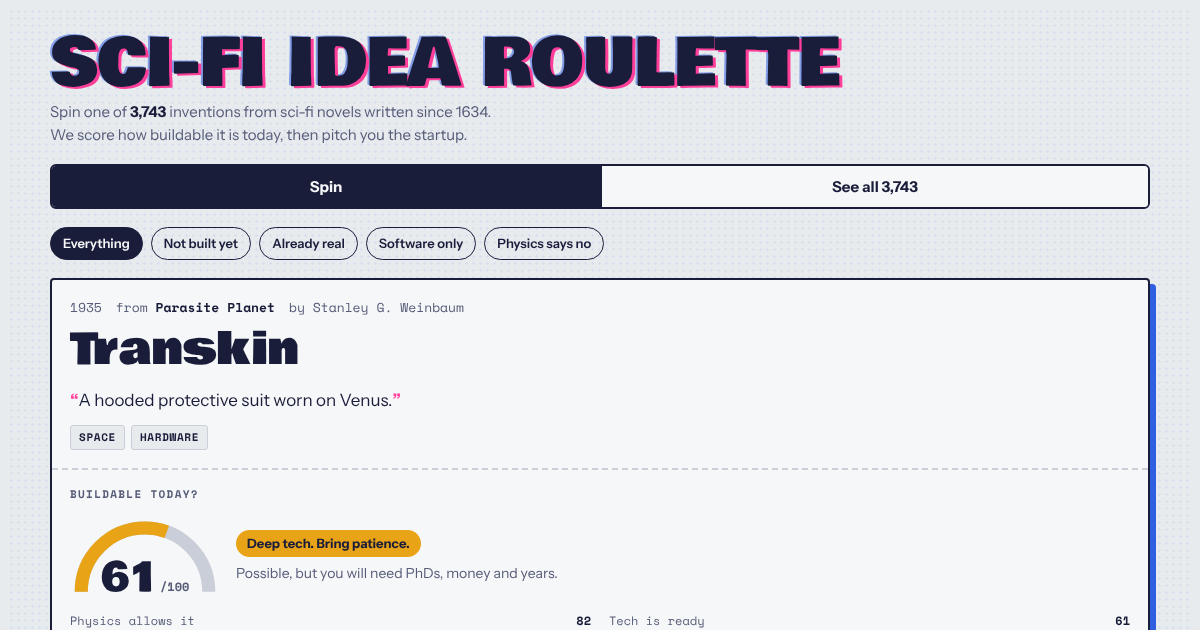 SCI-FI IDEA ROULETTE
Spin one of 3,743 inventions from sci-fi novels written since 1634.
We score how buildable it is today, then pitch you the startup.
Spin
See all 3,743
Everything
Not built yet
Already real
Software only
Physics says no
1935 from Parasite Planet by Stanley G. Weinbaum
Transkin
“A hooded protective suit worn on Venus.”
SPACE
HARDWARE
BUILDABLE TODAY?
61 /100
Deep tech. Bring patience.
Possible, but you will need PhDs, money and years.
Physics allows it 82
Tech is ready 61